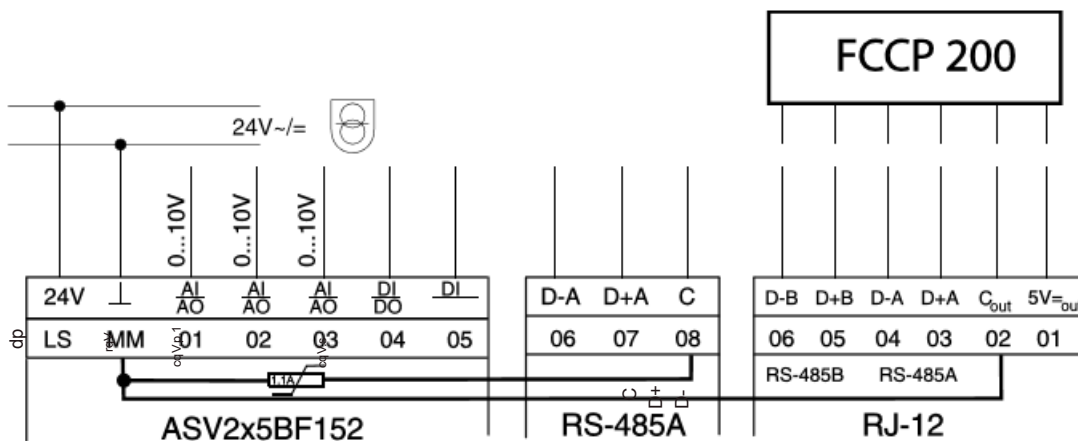 FCCP 200
24V~/=
0...10V 0...10V 0...10V
24V ⊥ AI/AO AI/AO AI/AO DI/DO DI
LS MM 01 02 03 04 05
1.1A
ASV2x5BF152
D-A D+A C
06 07 08
C D+ D-
RS-485A
D-B D+B D-A D+A Cout 5V=out
06 05 04 03 02 01
RS-485B RS-485A
RJ-12
dp